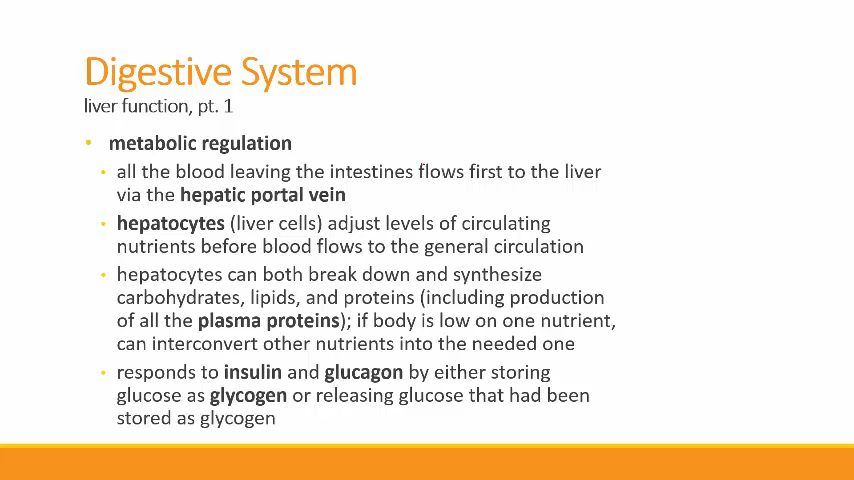 Digestive System
liver function, pt. 1
• metabolic regulation
• all the blood leaving the intestines flows first to the liver
via the hepatic portal vein
• hepatocytes (liver cells) adjust levels of circulating
nutrients before blood flows to the general circulation
• hepatocytes can both break down and synthesize
carbohydrates, lipids, and proteins (including production
of all the plasma proteins); if body is low on one nutrient,
can interconvert other nutrients into the needed one
• responds to insulin and glucagon by either storing
glucose as glycogen or releasing glucose that had been
stored as glycogen